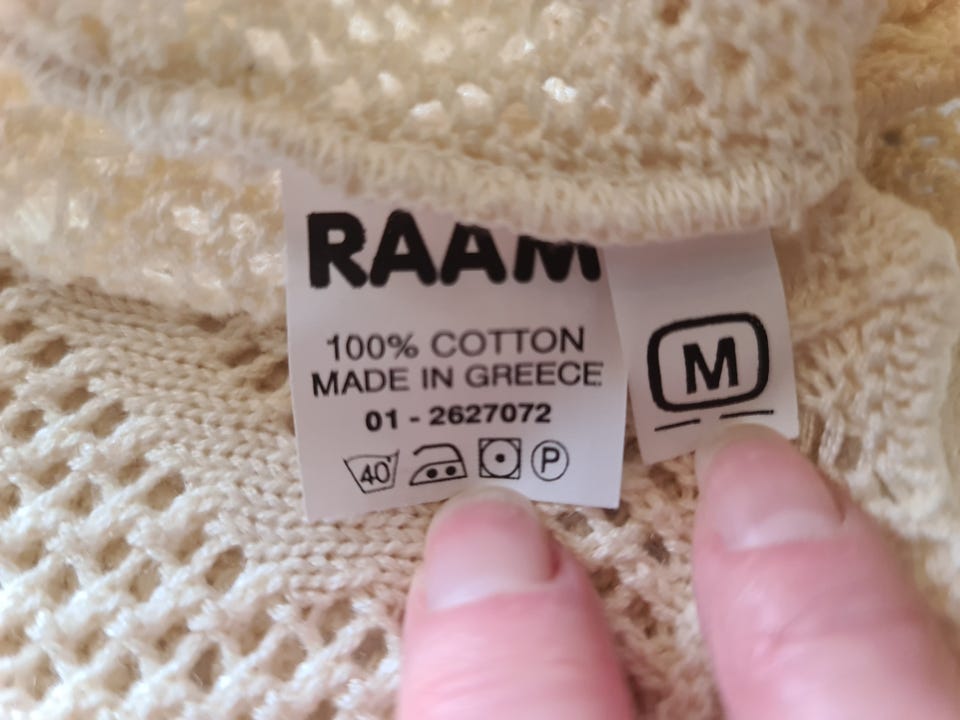 RAAM
100% COTTON
MADE IN GREECE
01 - 2627072
40 P
M